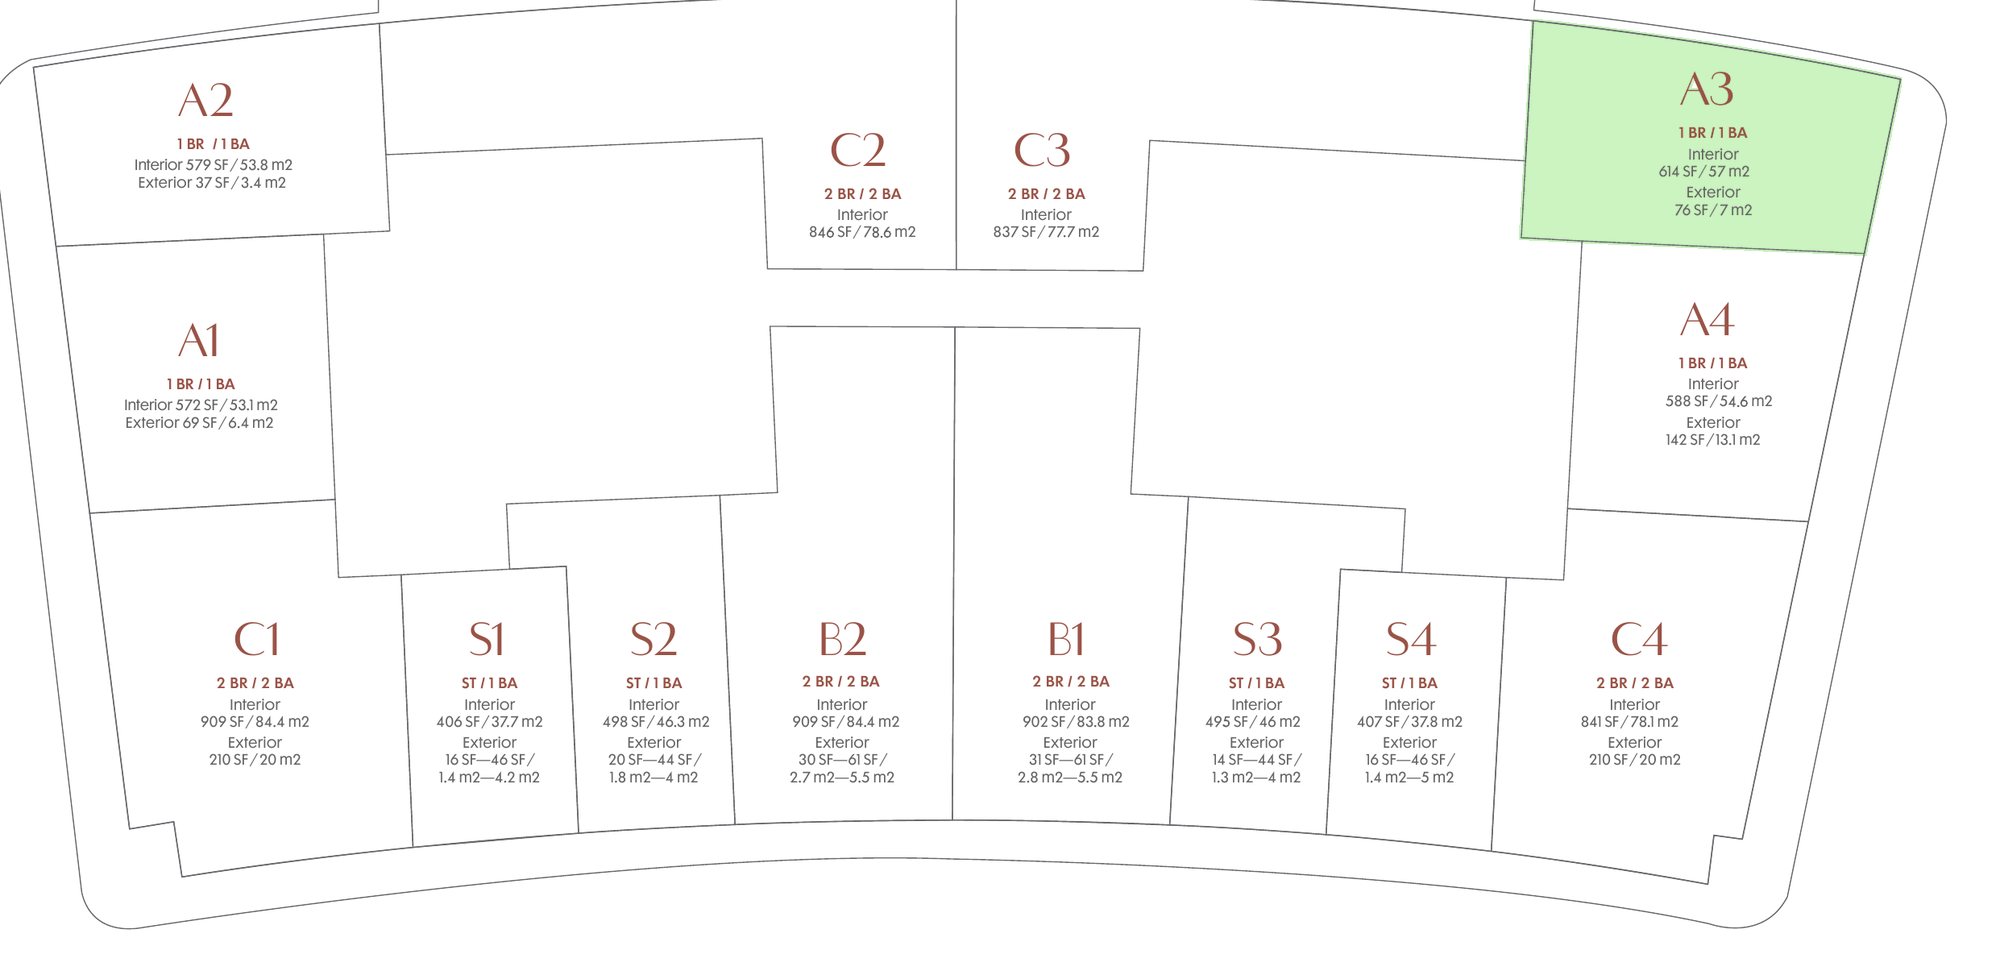 A2
1 BR / 1 BA
Interior 579 SF/53.8 m2
Exterior 37 SF/3.4 m2
C2
2 BR / 2 BA
Interior
846 SF/78.6 m2
C3
2 BR / 2 BA
Interior
837 SF/77.7 m2
A3
1 BR / 1 BA
Interior
614 SF/57 m2
Exterior
76 SF/7 m2
A1
1 BR / 1 BA
Interior 572 SF/53.1 m2
Exterior 69 SF/6.4 m2
A4
1 BR / 1 BA
Interior
588 SF/54.6 m2
Exterior
142 SF/13.1 m2
C1
2 BR / 2 BA
Interior
909 SF/84.4 m2
Exterior
210 SF/20 m2
S1
ST / 1 BA
Interior
406 SF/37.7 m2
Exterior
16 SF—46 SF/
1.4 m2—4.2 m2
S2
ST / 1 BA
Interior
498 SF/46.3 m2
Exterior
20 SF—44 SF/
1.8 m2—4 m2
B2
2 BR / 2 BA
Interior
909 SF/84.4 m2
Exterior
30 SF—61 SF/
2.7 m2—5.5 m2
B1
2 BR / 2 BA
Interior
902 SF/83.8 m2
Exterior
31 SF—61 SF/
2.8 m2—5.5 m2
S3
ST / 1 BA
Interior
495 SF/46 m2
Exterior
14 SF—44 SF/
1.3 m2—4 m2
S4
ST / 1 BA
Interior
407 SF/37.8 m2
Exterior
16 SF—46 SF/
1.4 m2—5 m2
C4
2 BR / 2 BA
Interior
841 SF/78.1 m2
Exterior
210 SF/20 m2